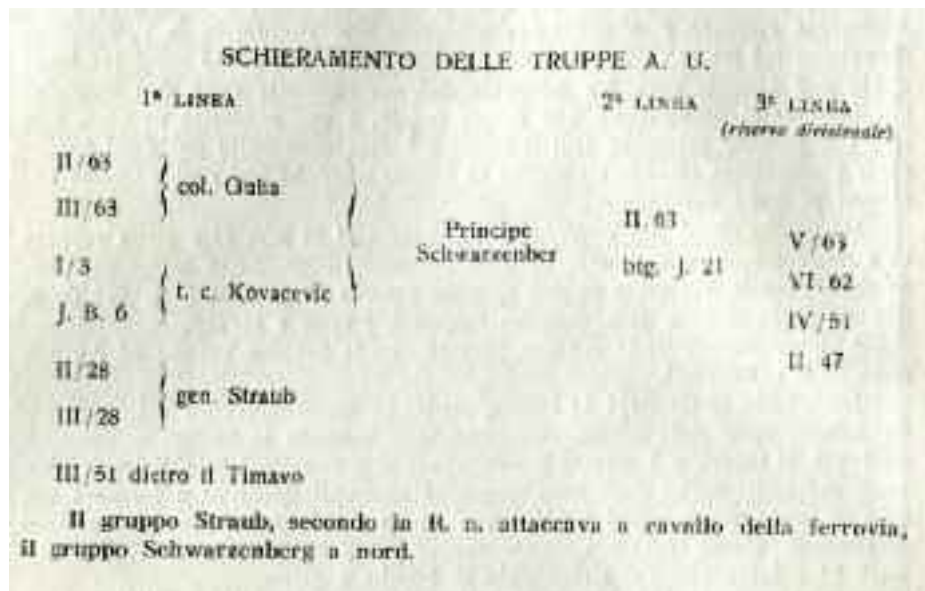 SCHIERAMENTO DELLE TRUPPE A. U.
1ª LINEA 2ª LINEA 3ª LINEA
(riserva divisionale)
II/63
III/63
col. Gulia
I/3
J. B. 6
t. c. Kovacevic
Principe
Schwarzenber
II. 63
btg. J. 21
V/63
VI. 62
IV/51
II. 47
II/28
III/28
gen. Straub
III/51 dietro il Timavo
Il gruppo Straub, secondo la R. n. attaccava a cavallo della ferrovia,
il gruppo Schwarzenberg a nord.